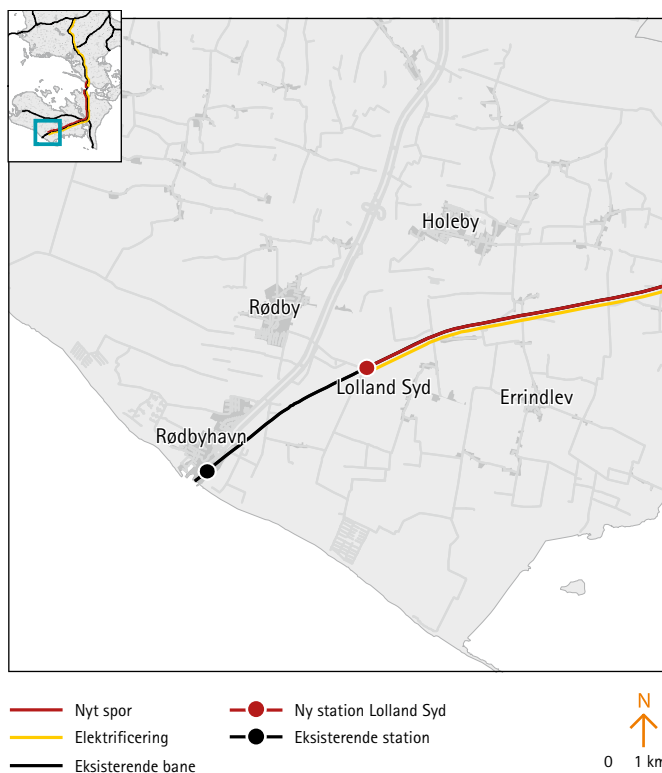 Holeby
Rødby
Lolland Syd
Errindlev
Rødbyhavn
Nyt spor
Elektrificering
Eksisterende bane
Ny station Lolland Syd
Eksisterende station
N
0 1 km